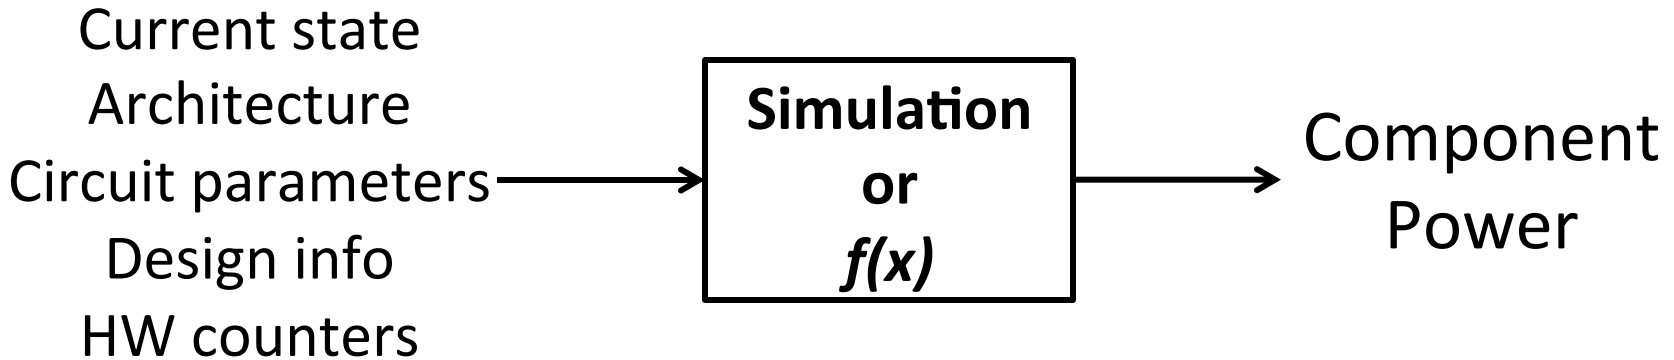 Current state
Architecture
Circuit parameters
Design info
HW counters
Simulation
or
f(x)
Component
Power